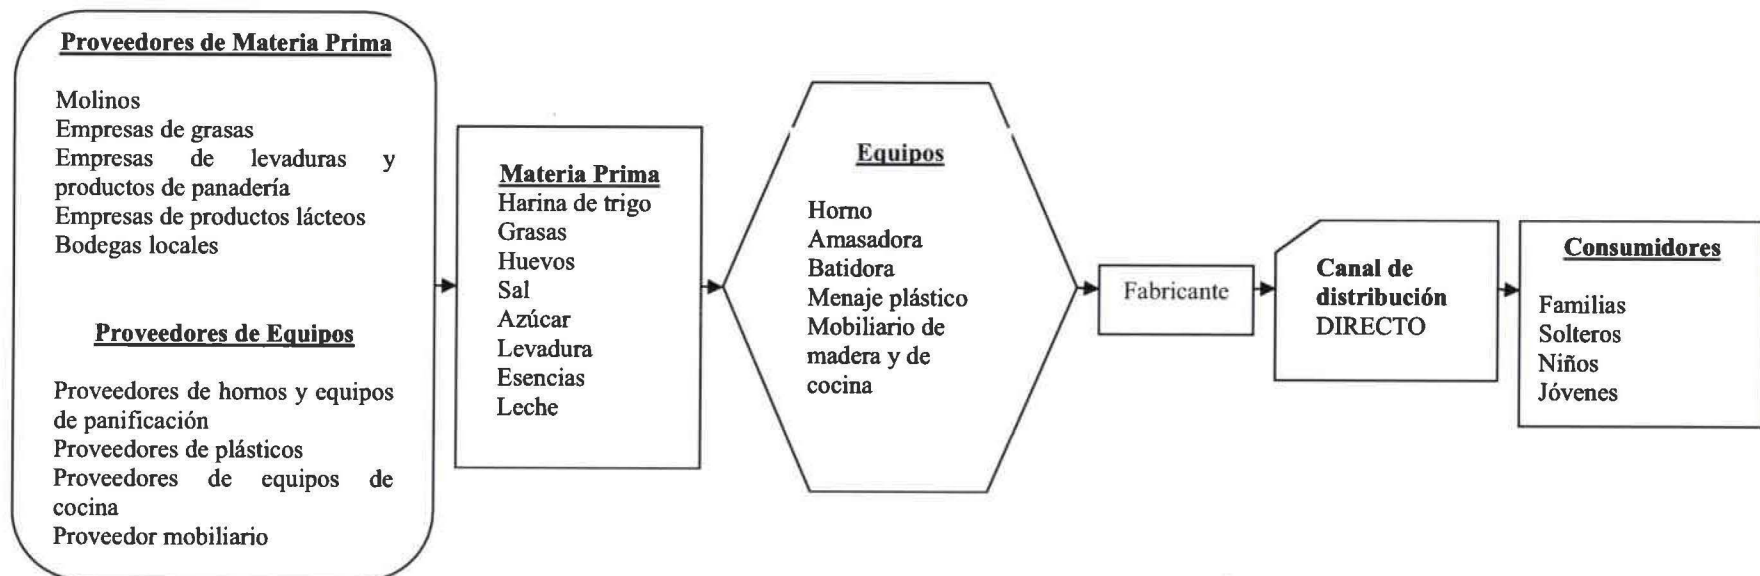 Proveedores de Materia Prima
Molinos
Empresas de grasas
Empresas de levaduras y
productos de panadería
Empresas de productos lácteos
Bodegas locales
Proveedores de Equipos
Proveedores de hornos y equipos
de panificación
Proveedores de plásticos
Proveedores de equipos de
cocina
Proveedor mobiliario
Materia Prima
Harina de trigo
Grasas
Huevos
Sal
Azúcar
Levadura
Esencias
Leche
Equipos
Horno
Amasadora
Batidora
Menaje plástico
Mobiliario de
madera y de
cocina
Fabricante
Canal de
distribución
DIRECTO
Consumidores
Familias
Solteros
Niños
Jóvenes